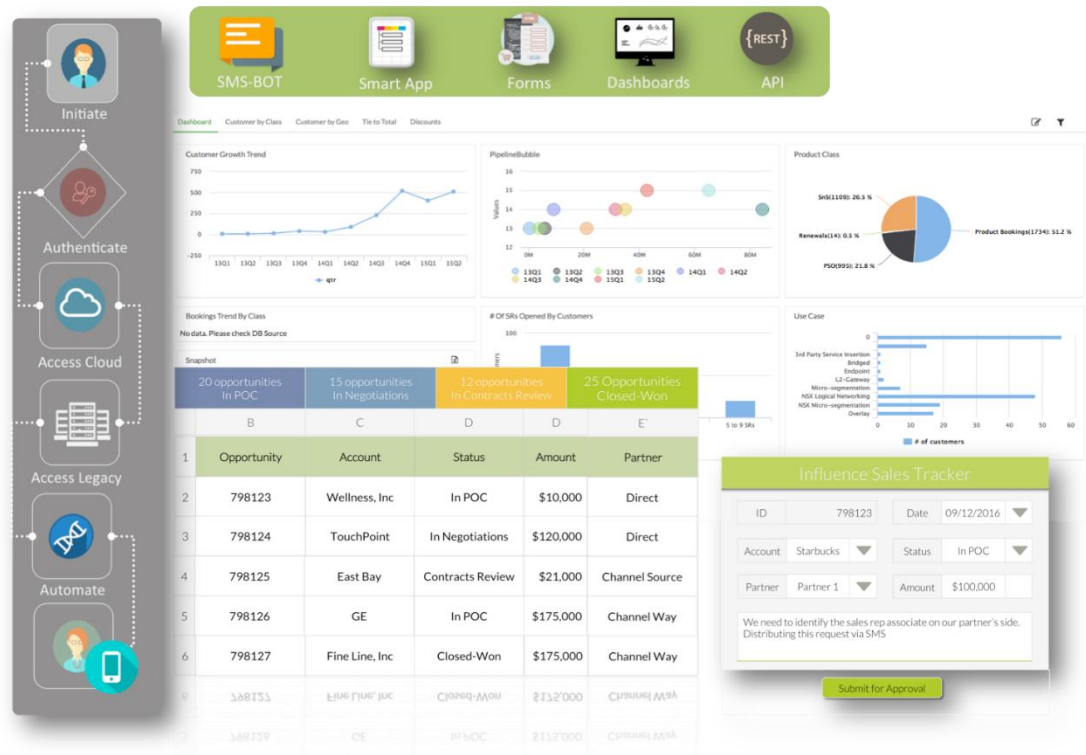 Initiate
Authenticate
Access Cloud
Access Legacy
Automate
SMS-BOT
Smart App
Forms
Dashboards
{REST}
API
Dashboard Customer by Class Customer by Geo Tie to Total Discounts
Customer Growth Trend
750
500
250
0
-250
13Q1 13Q2 13Q3 13Q4 14Q1 14Q2 14Q3 14Q4 15Q1 15Q2
qtr
PipelineBubble
16
15
14
13
12
Values
0M 20M 40M 60M 80M
13Q1 13Q2 13Q3 13Q4 14Q1 14Q2
14Q3 14Q4 15Q1 15Q2
Product Class
SnS(1109): 26.5 %
Renewals(14): 0.5 %
PSO(995): 21.8 %
Product Bookings(1734): 51.2 %
Bookings Trend By Class
No data. Please check DB Source
Snapshot
# Of SRs Opened By Customers
100
5 to 9 SRs
Use Case
0
3rd Party Service Insertion
Bridged
Endpoint
L2-Gateway
Micro-segmentation
NSX Logical Networking
NSX Micro-segmentation
Overlay
0 10 20 30 40 50 60
# of customers
20 opportunities
In POC
15 opportunities
In Negotiations
12 opportunities
In Contracts
Review
25 Opportunities
Closed-Won
B C D D E'
1 Opportunity Account Status Amount Partner
2 798123 Wellness, Inc In POC $10,000 Direct
3 798124 TouchPoint In Negotiations $120,000 Direct
4 798125 East Bay Contracts Review $21,000 Channel Source
5 798126 GE In POC $175,000 Channel Way
6 798127 Fine Line, Inc Closed-Won $175,000 Channel Way
Influence Sales Tracker
ID 798123 Date 09/12/2016
Account Starbucks Status In POC
Partner Partner 1 Amount $100,000
We need to identify the sales rep associate on our partner's side.
Distributing this request via SMS
Submit for Approval